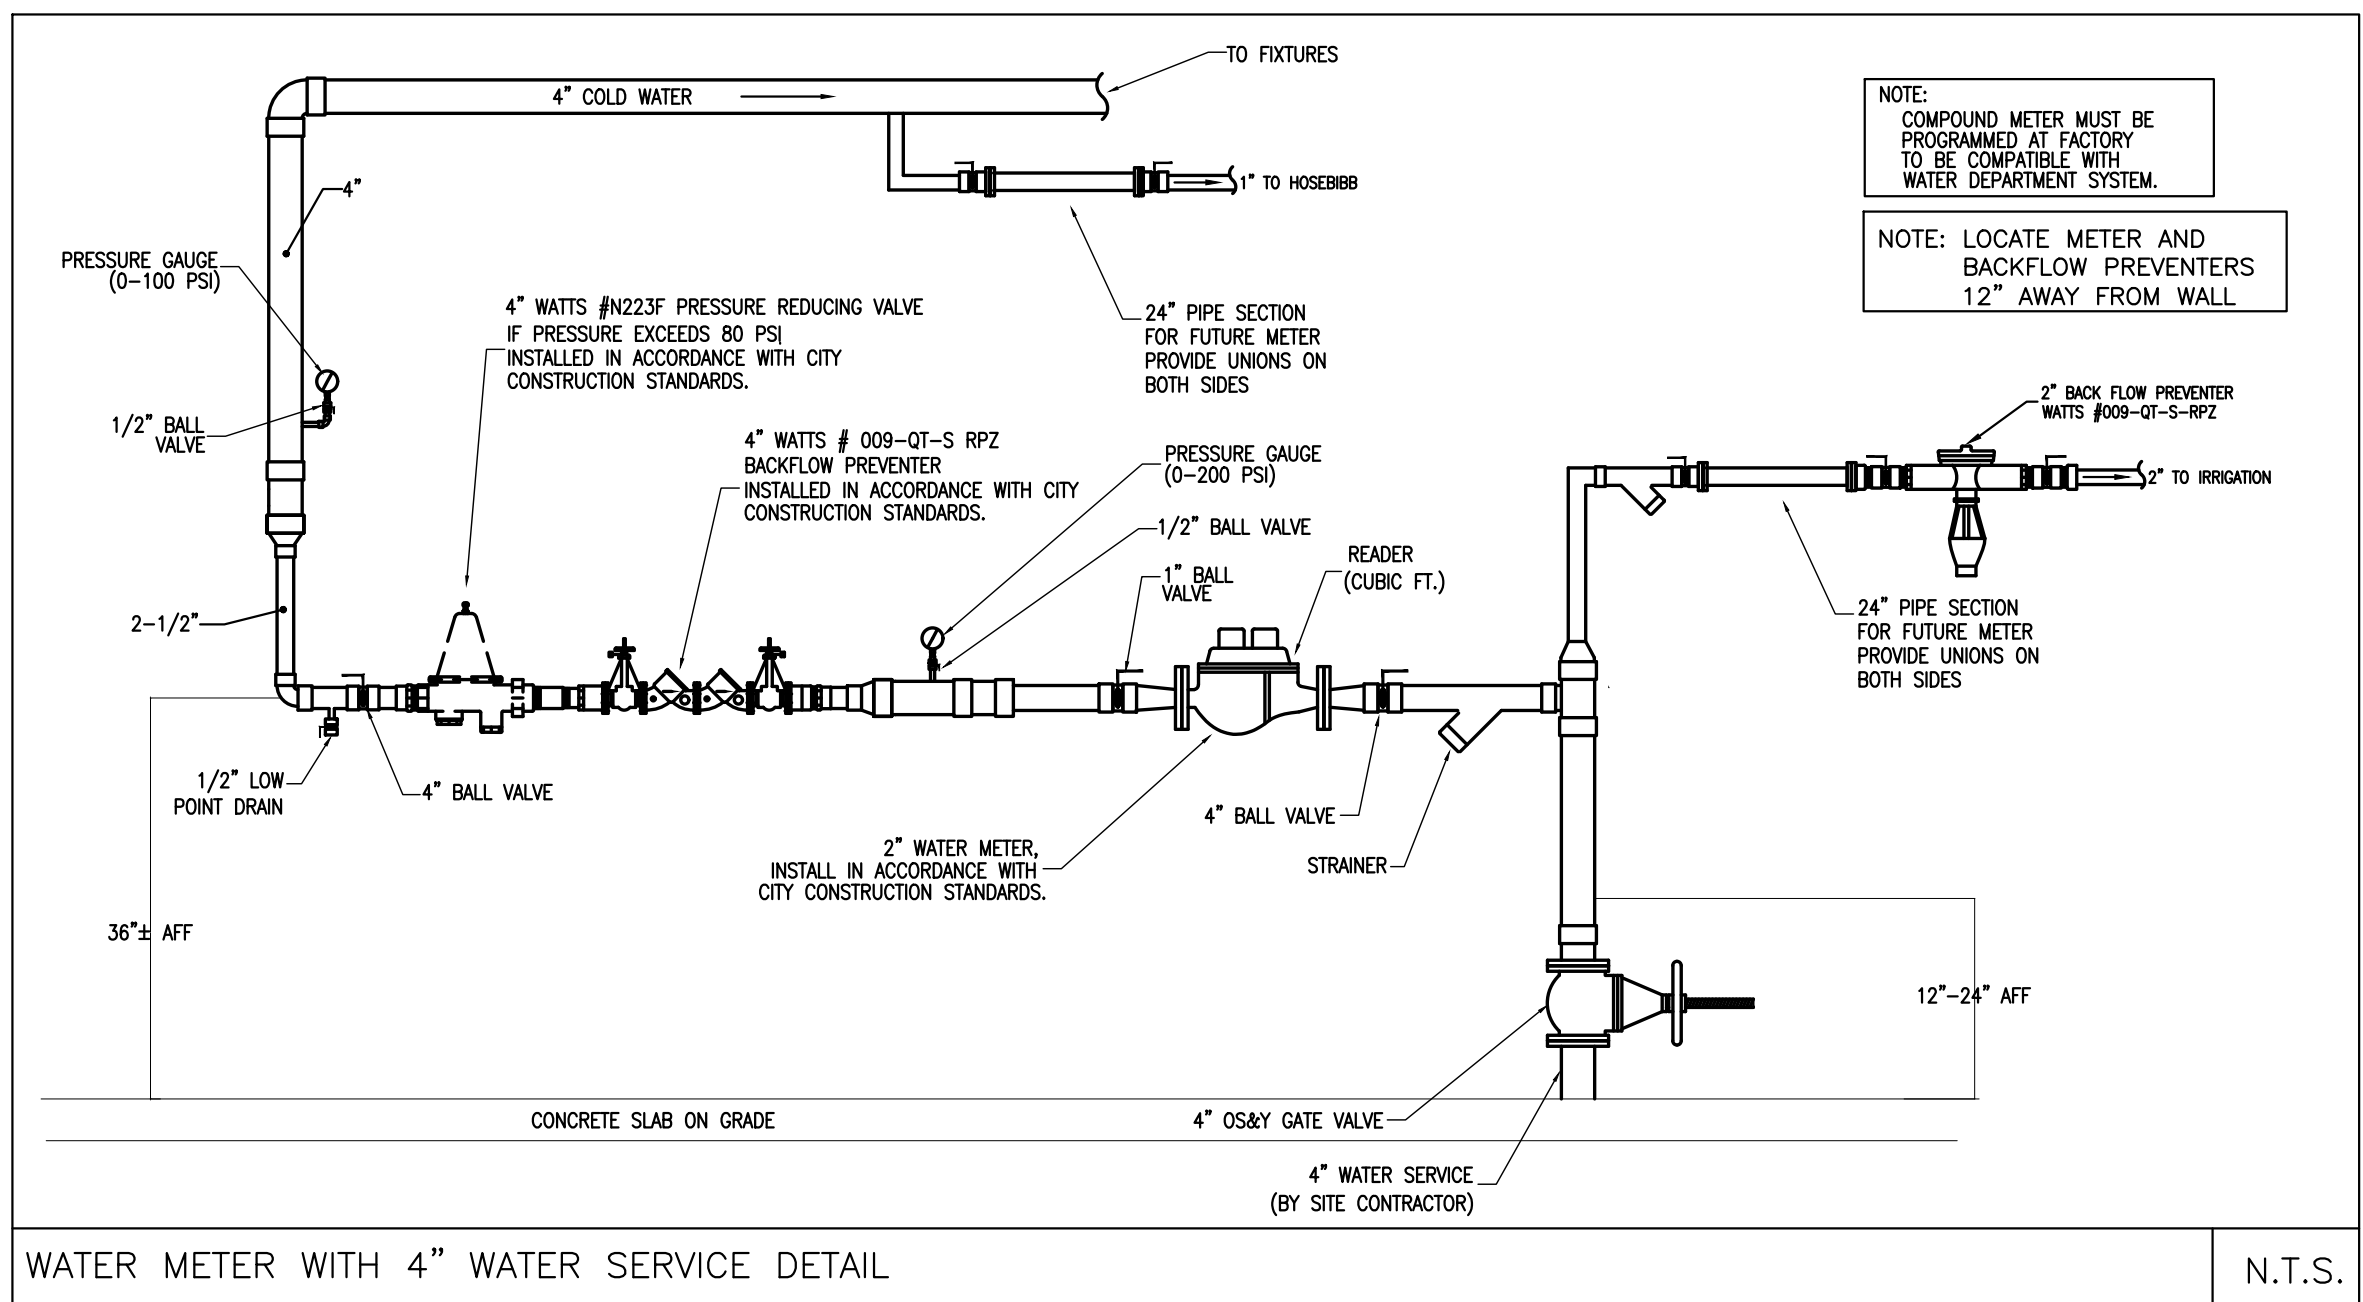 TO FIXTURES
4" COLD WATER
NOTE:
COMPOUND METER MUST BE
PROGRAMMED AT FACTORY
TO BE COMPATIBLE WITH
WATER DEPARTMENT SYSTEM.
4"
1" TO HOSEBIBB
NOTE: LOCATE METER AND
BACKFLOW PREVENTERS
12" AWAY FROM WALL
PRESSURE GAUGE
(0-100 PSI)
4" WATTS #N223F PRESSURE REDUCING VALVE
IF PRESSURE EXCEEDS 80 PSI,
INSTALLED IN ACCORDANCE WITH CITY
CONSTRUCTION STANDARDS.
24" PIPE SECTION
FOR FUTURE METER
PROVIDE UNIONS ON
BOTH SIDES
2" BACK FLOW PREVENTER
WATTS #009-QT-S-RPZ
1/2" BALL
VALVE
4" WATTS # 009-QT-S RPZ
BACKFLOW PREVENTER
INSTALLED IN ACCORDANCE WITH CITY
CONSTRUCTION STANDARDS.
PRESSURE GAUGE
(0-200 PSI)
2" TO IRRIGATION
1/2" BALL VALVE
READER
(CUBIC FT.)
1" BALL
VALVE
2-1/2"
24" PIPE SECTION
FOR FUTURE METER
PROVIDE UNIONS ON
BOTH SIDES
1/2" LOW
POINT DRAIN
4" BALL VALVE
4" BALL VALVE
2" WATER METER,
INSTALL IN ACCORDANCE WITH
CITY CONSTRUCTION STANDARDS.
STRAINER
36"± AFF
12"-24" AFF
CONCRETE SLAB ON GRADE
4" OS&Y GATE VALVE
4" WATER SERVICE
(BY SITE CONTRACTOR)
WATER METER WITH 4" WATER SERVICE DETAIL
N.T.S.